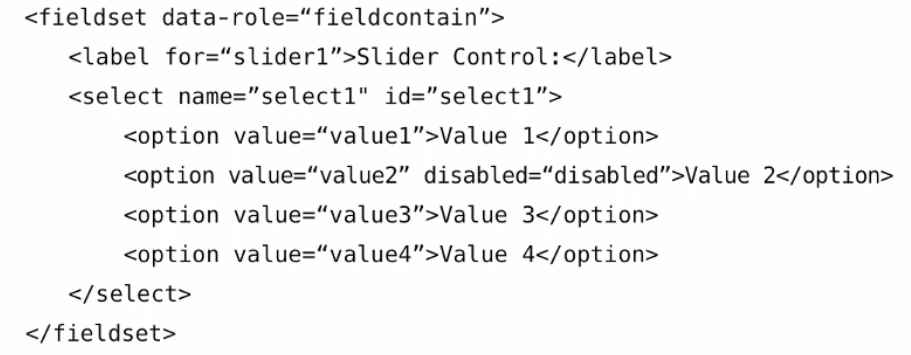 <fieldset data-role=“fieldcontain”>
<label for=“slider1”>Slider Control:</label>
<select name=”select1" id=”select1”>
<option value=“value1”>Value 1</option>
<option value=“value2” disabled=“disabled”>Value 2</option>
<option value=“value3”>Value 3</option>
<option value=“value4”>Value 4</option>
</select>
</fieldset>